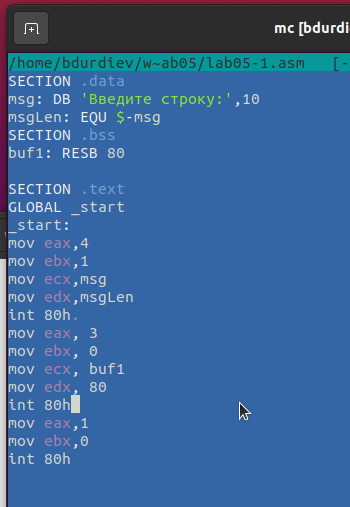 mc [bdurdi
/home/bdurdiev/w~ab05/lab05-1.asm [-
SECTION .data
msg: DB 'Введите строку:',10
msgLen: EQU $-msg
SECTION .bss
buf1: RESB 80
SECTION .text
GLOBAL _start
_start:
mov eax,4
mov ebx,1
mov ecx,msg
mov edx,msgLen
int 80h.
mov eax, 3
mov ebx, 0
mov ecx, buf1
mov edx, 80
int 80h
mov eax,1
mov ebx,0
int 80h